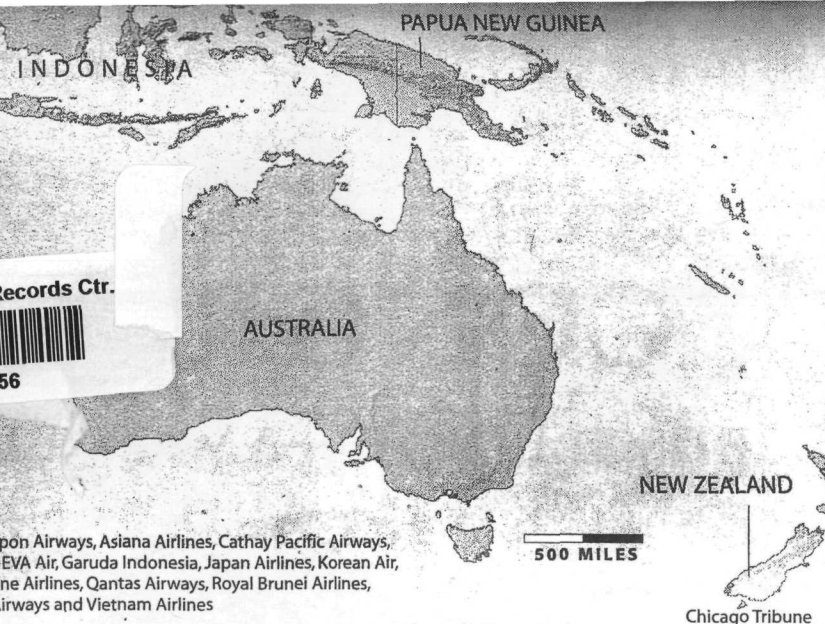 PAPUA NEW GUINEA
INDONESIA
Records Ctr.
56
AUSTRALIA
NEW ZEALAND
500 MILES
pon Airways, Asiana Airlines, Cathay Pacific Airways,
EVA Air, Garuda Indonesia, Japan Airlines, Korean Air,
ne Airlines, Qantas Airways, Royal Brunei Airlines,
irways and Vietnam Airlines
Chicago Tribune